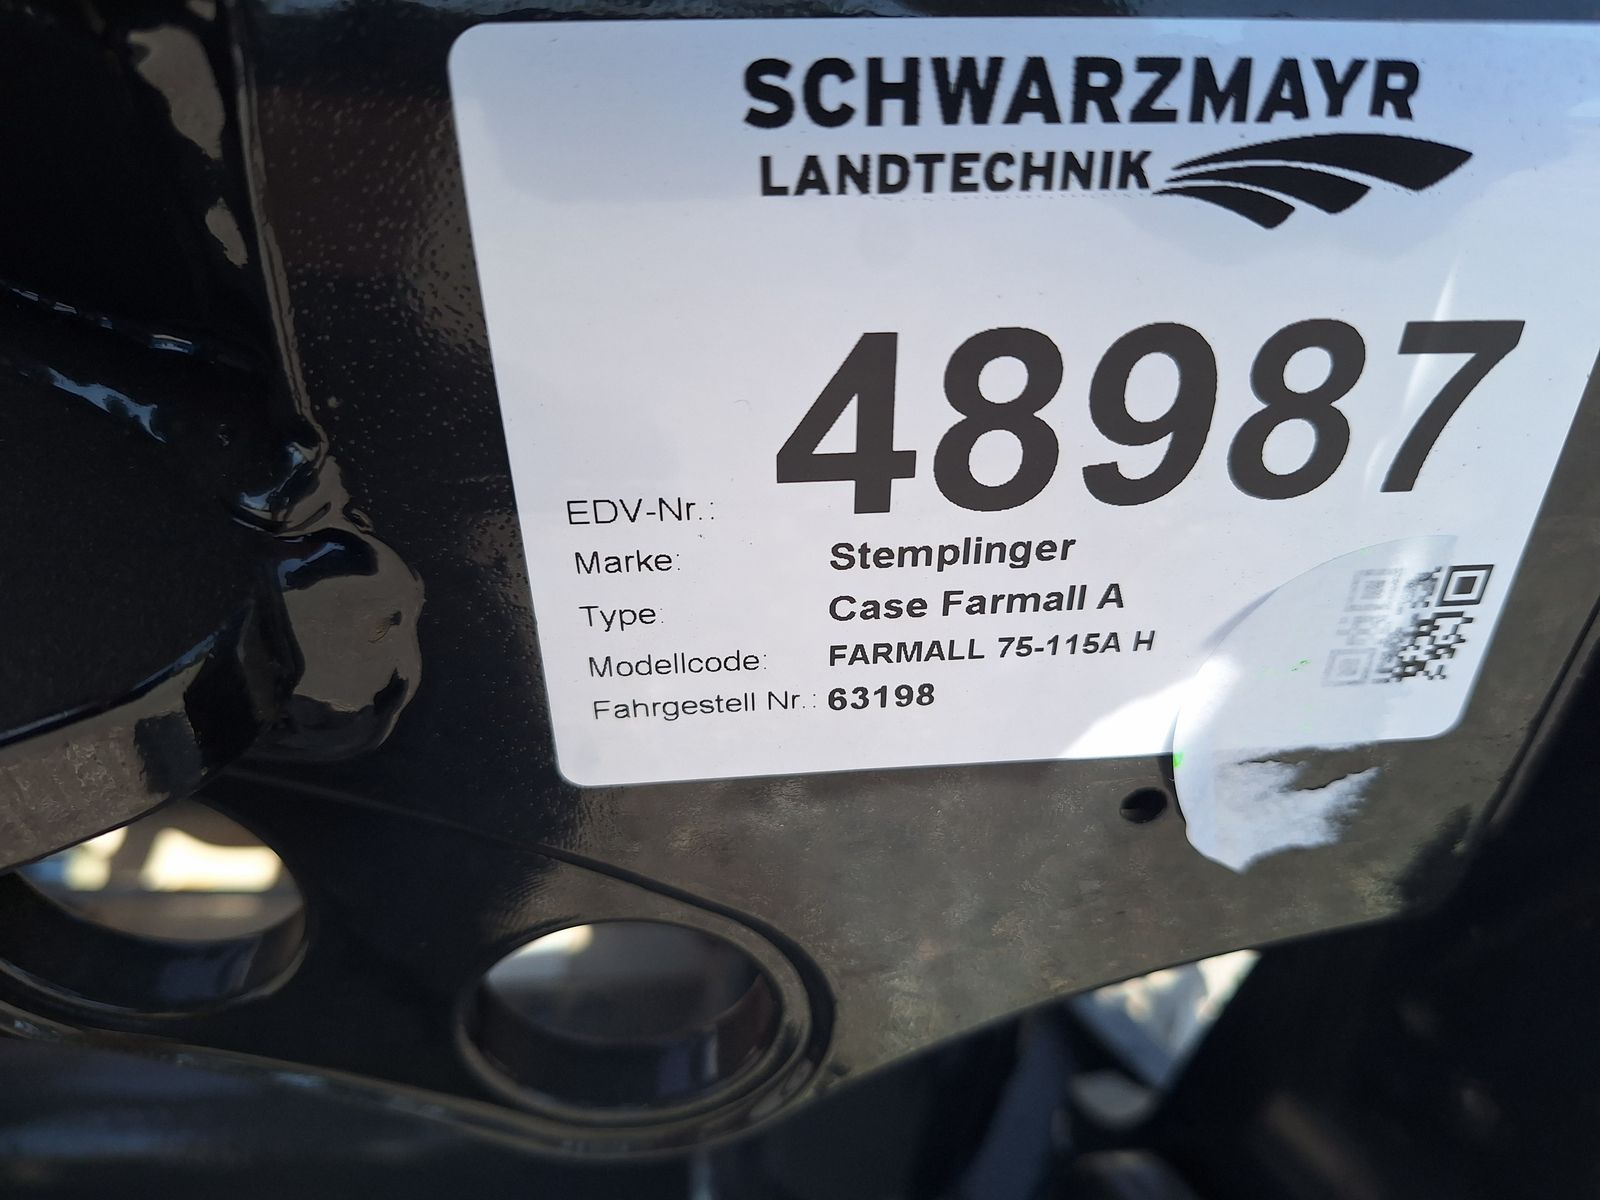 SCHWARZMAYR
LANDTECHNIK
EDV-Nr.: 48987
Marke: Stemplinger
Type: Case Farmall A
Modellcode: FARMALL 75-115A H
Fahrgestell Nr.: 63198